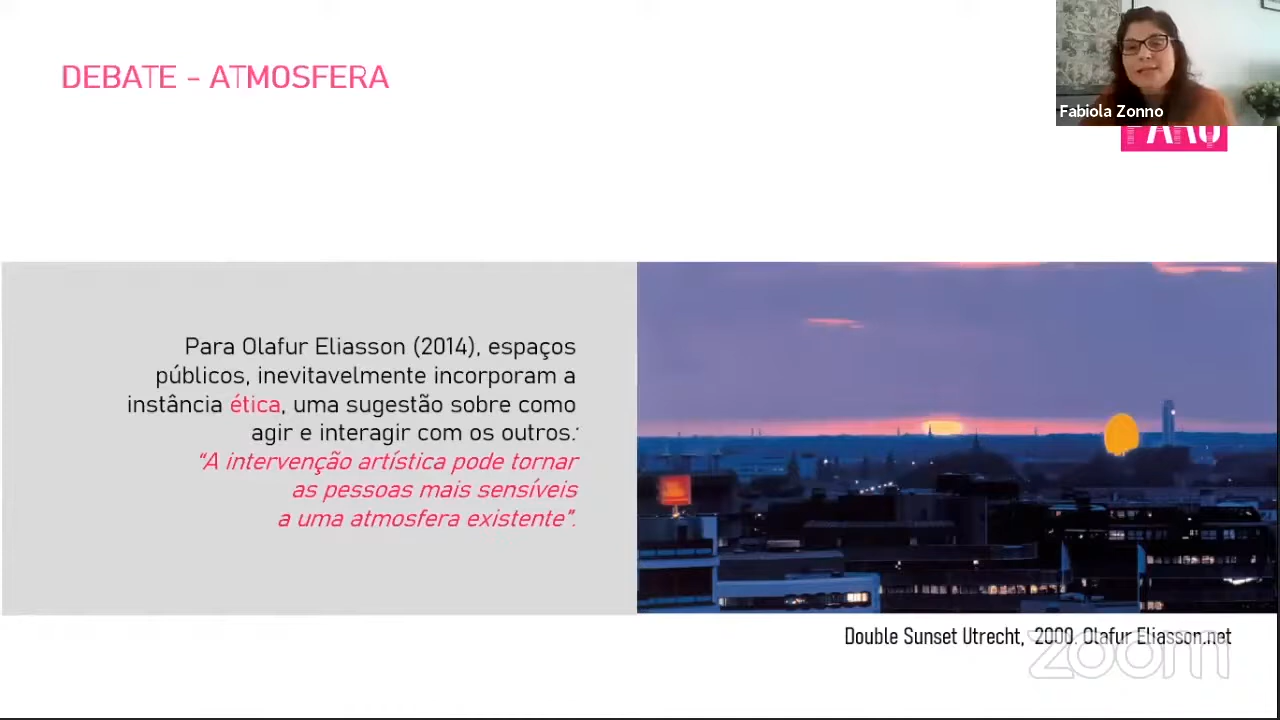 DEBATE - ATMOSFERA
Fabiola Zonno
Para Olafur Eliasson (2014), espaços
públicos, inevitavelmente incorporam a
instância ética, uma sugestão sobre como
agir e interagir com os outros.
“A intervenção artística pode tornar
as pessoas mais sensíveis
a uma atmosfera existente”.
Double Sunset Utrecht, 2000. Olafur Eliasson.net
zoom